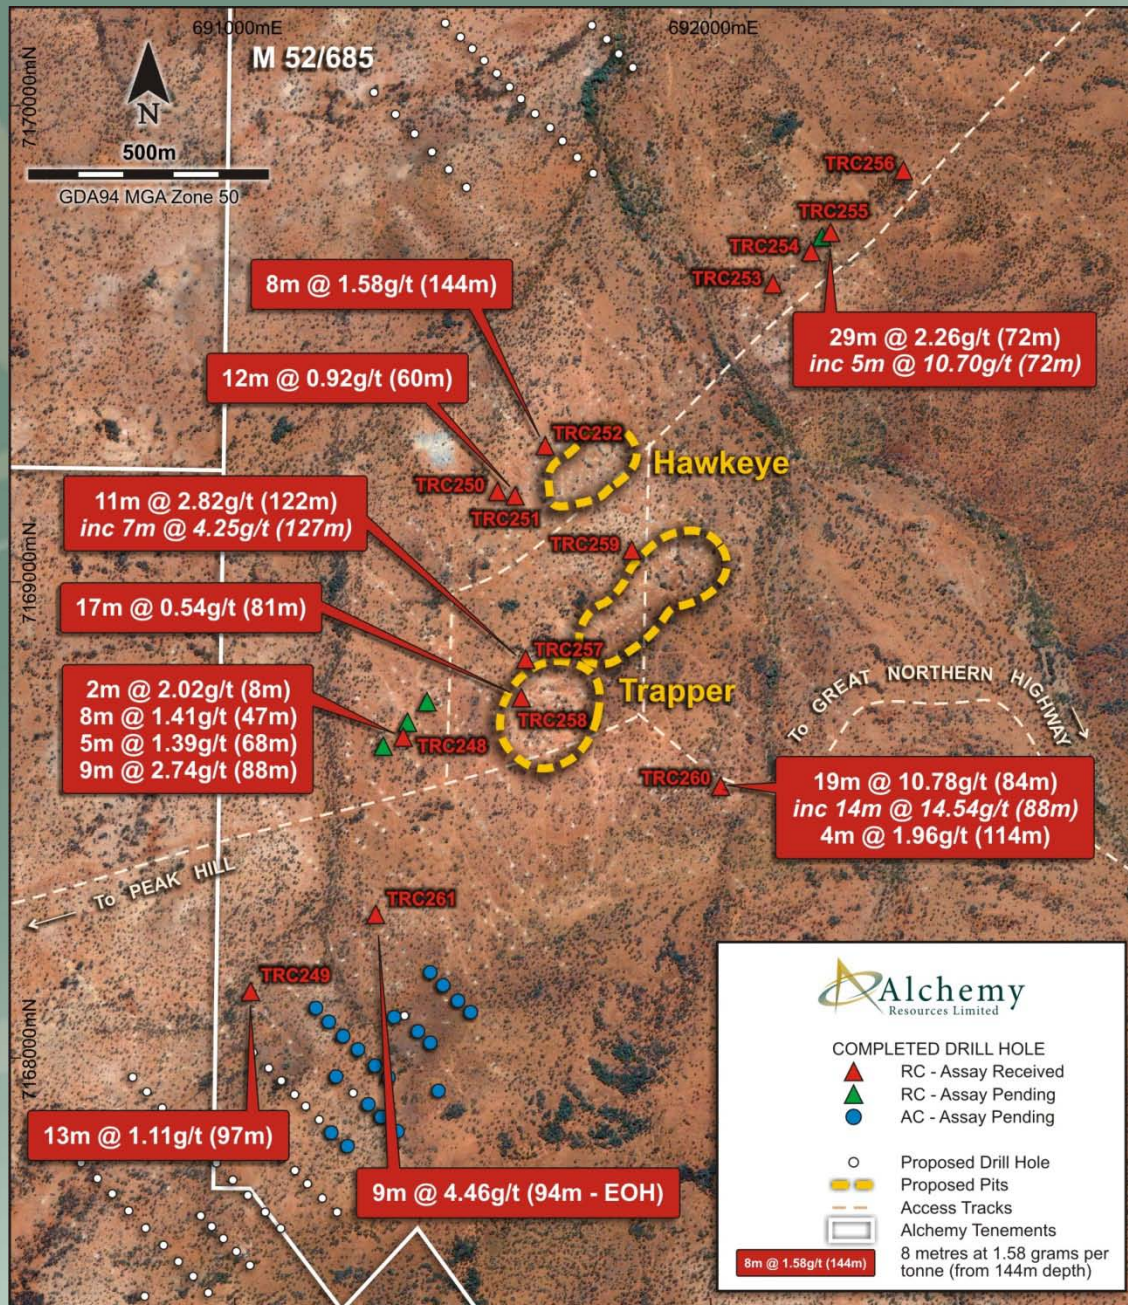 691000mE
692000mE
M 52/685
7170000mN
N
500m
GDA94 MGA Zone 50
TRC256
TRC255
TRC254
TRC253
8m @ 1.58g/t (144m)
29m @ 2.26g/t (72m)
inc 5m @ 10.70g/t (72m)
12m @ 0.92g/t (60m)
TRC252
Hawkeye
TRC250
TRC251
11m @ 2.82g/t (122m)
inc 7m @ 4.25g/t (127m)
7169000mN
TRC259
17m @ 0.54g/t (81m)
TRC257
Trapper
TRC258
2m @ 2.02g/t (8m)
8m @ 1.41g/t (47m)
5m @ 1.39g/t (68m)
9m @ 2.74g/t (88m)
TRC248
To GREAT NORTHERN HIGHWAY
TRC260
19m @ 10.78g/t (84m)
inc 14m @ 14.54g/t (88m)
4m @ 1.96g/t (114m)
To PEAK HILL
TRC261
TRC249
7168000mN
13m @ 1.11g/t (97m)
9m @ 4.46g/t (94m - EOH)
Alchemy
Resources Limited
COMPLETED DRILL HOLE
RC - Assay Received
RC - Assay Pending
AC - Assay Pending
Proposed Drill Hole
Proposed Pits
Access Tracks
Alchemy Tenements
8m @ 1.58g/t (144m)
8 metres at 1.58 grams per
tonne (from 144m depth)